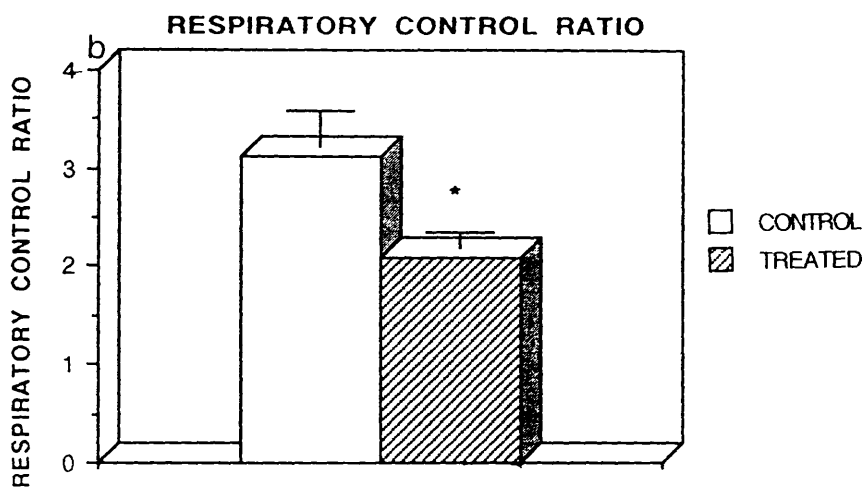 RESPIRATORY CONTROL RATIO
b
RESPIRATORY CONTROL RATIO
4
3
2
1
0
*
CONTROL
TREATED